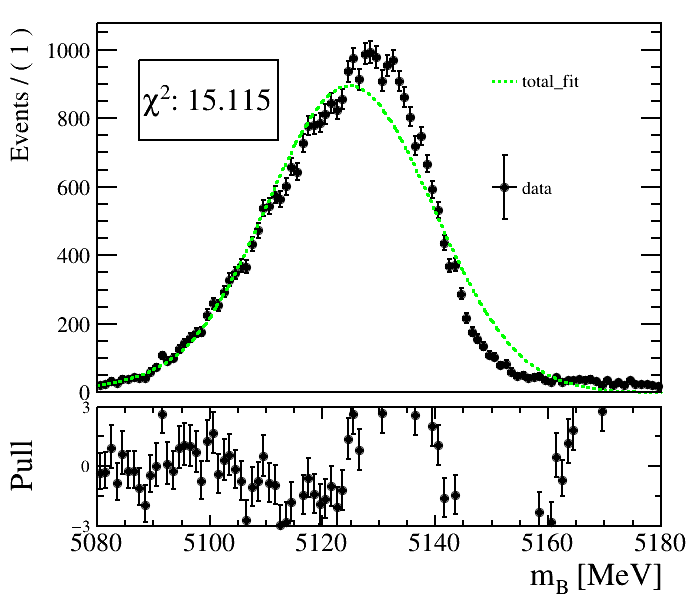 Events / ( 1 )
1000
800
600
400
200
0
χ²: 15.115
total_fit
data
Pull
3
0
−3
5080 5100 5120 5140 5160 5180
m_B [MeV]